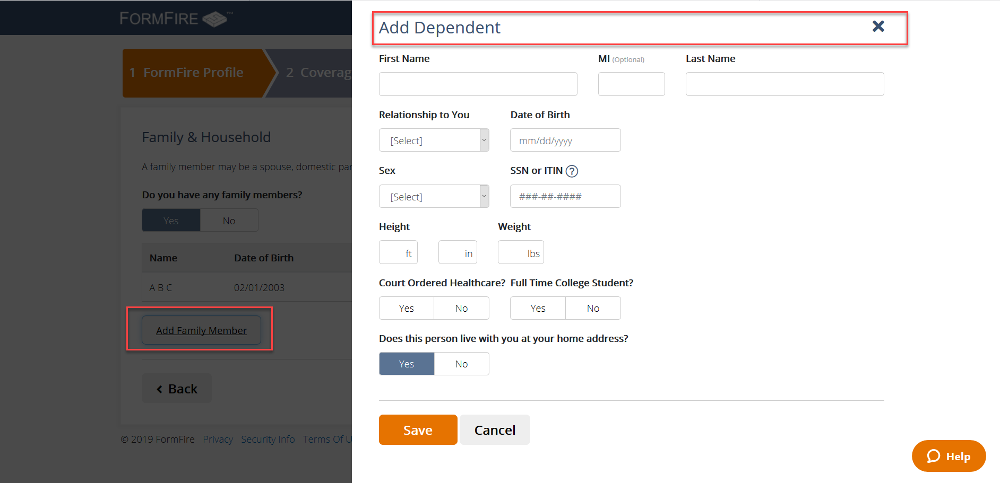 FORMFIRE™
1 FormFire Profile
2 Coverag
Family & Household
A family member may be a spouse, domestic par
Do you have any family members?
Yes No
Name Date of Birth
A B C 02/01/2003
Add Family Member
Back
© 2019 FormFire Privacy Security Info Terms Of U
Add Dependent
First Name MI (Optional) Last Name
Relationship to You Date of Birth
[Select] mm/dd/yyyy
Sex SSN or ITIN ?
[Select] ###-##-####
Height Weight
ft in lbs
Court Ordered Healthcare? Full Time College Student?
Yes No Yes No
Does this person live with you at your home address?
Yes No
Save Cancel
Help